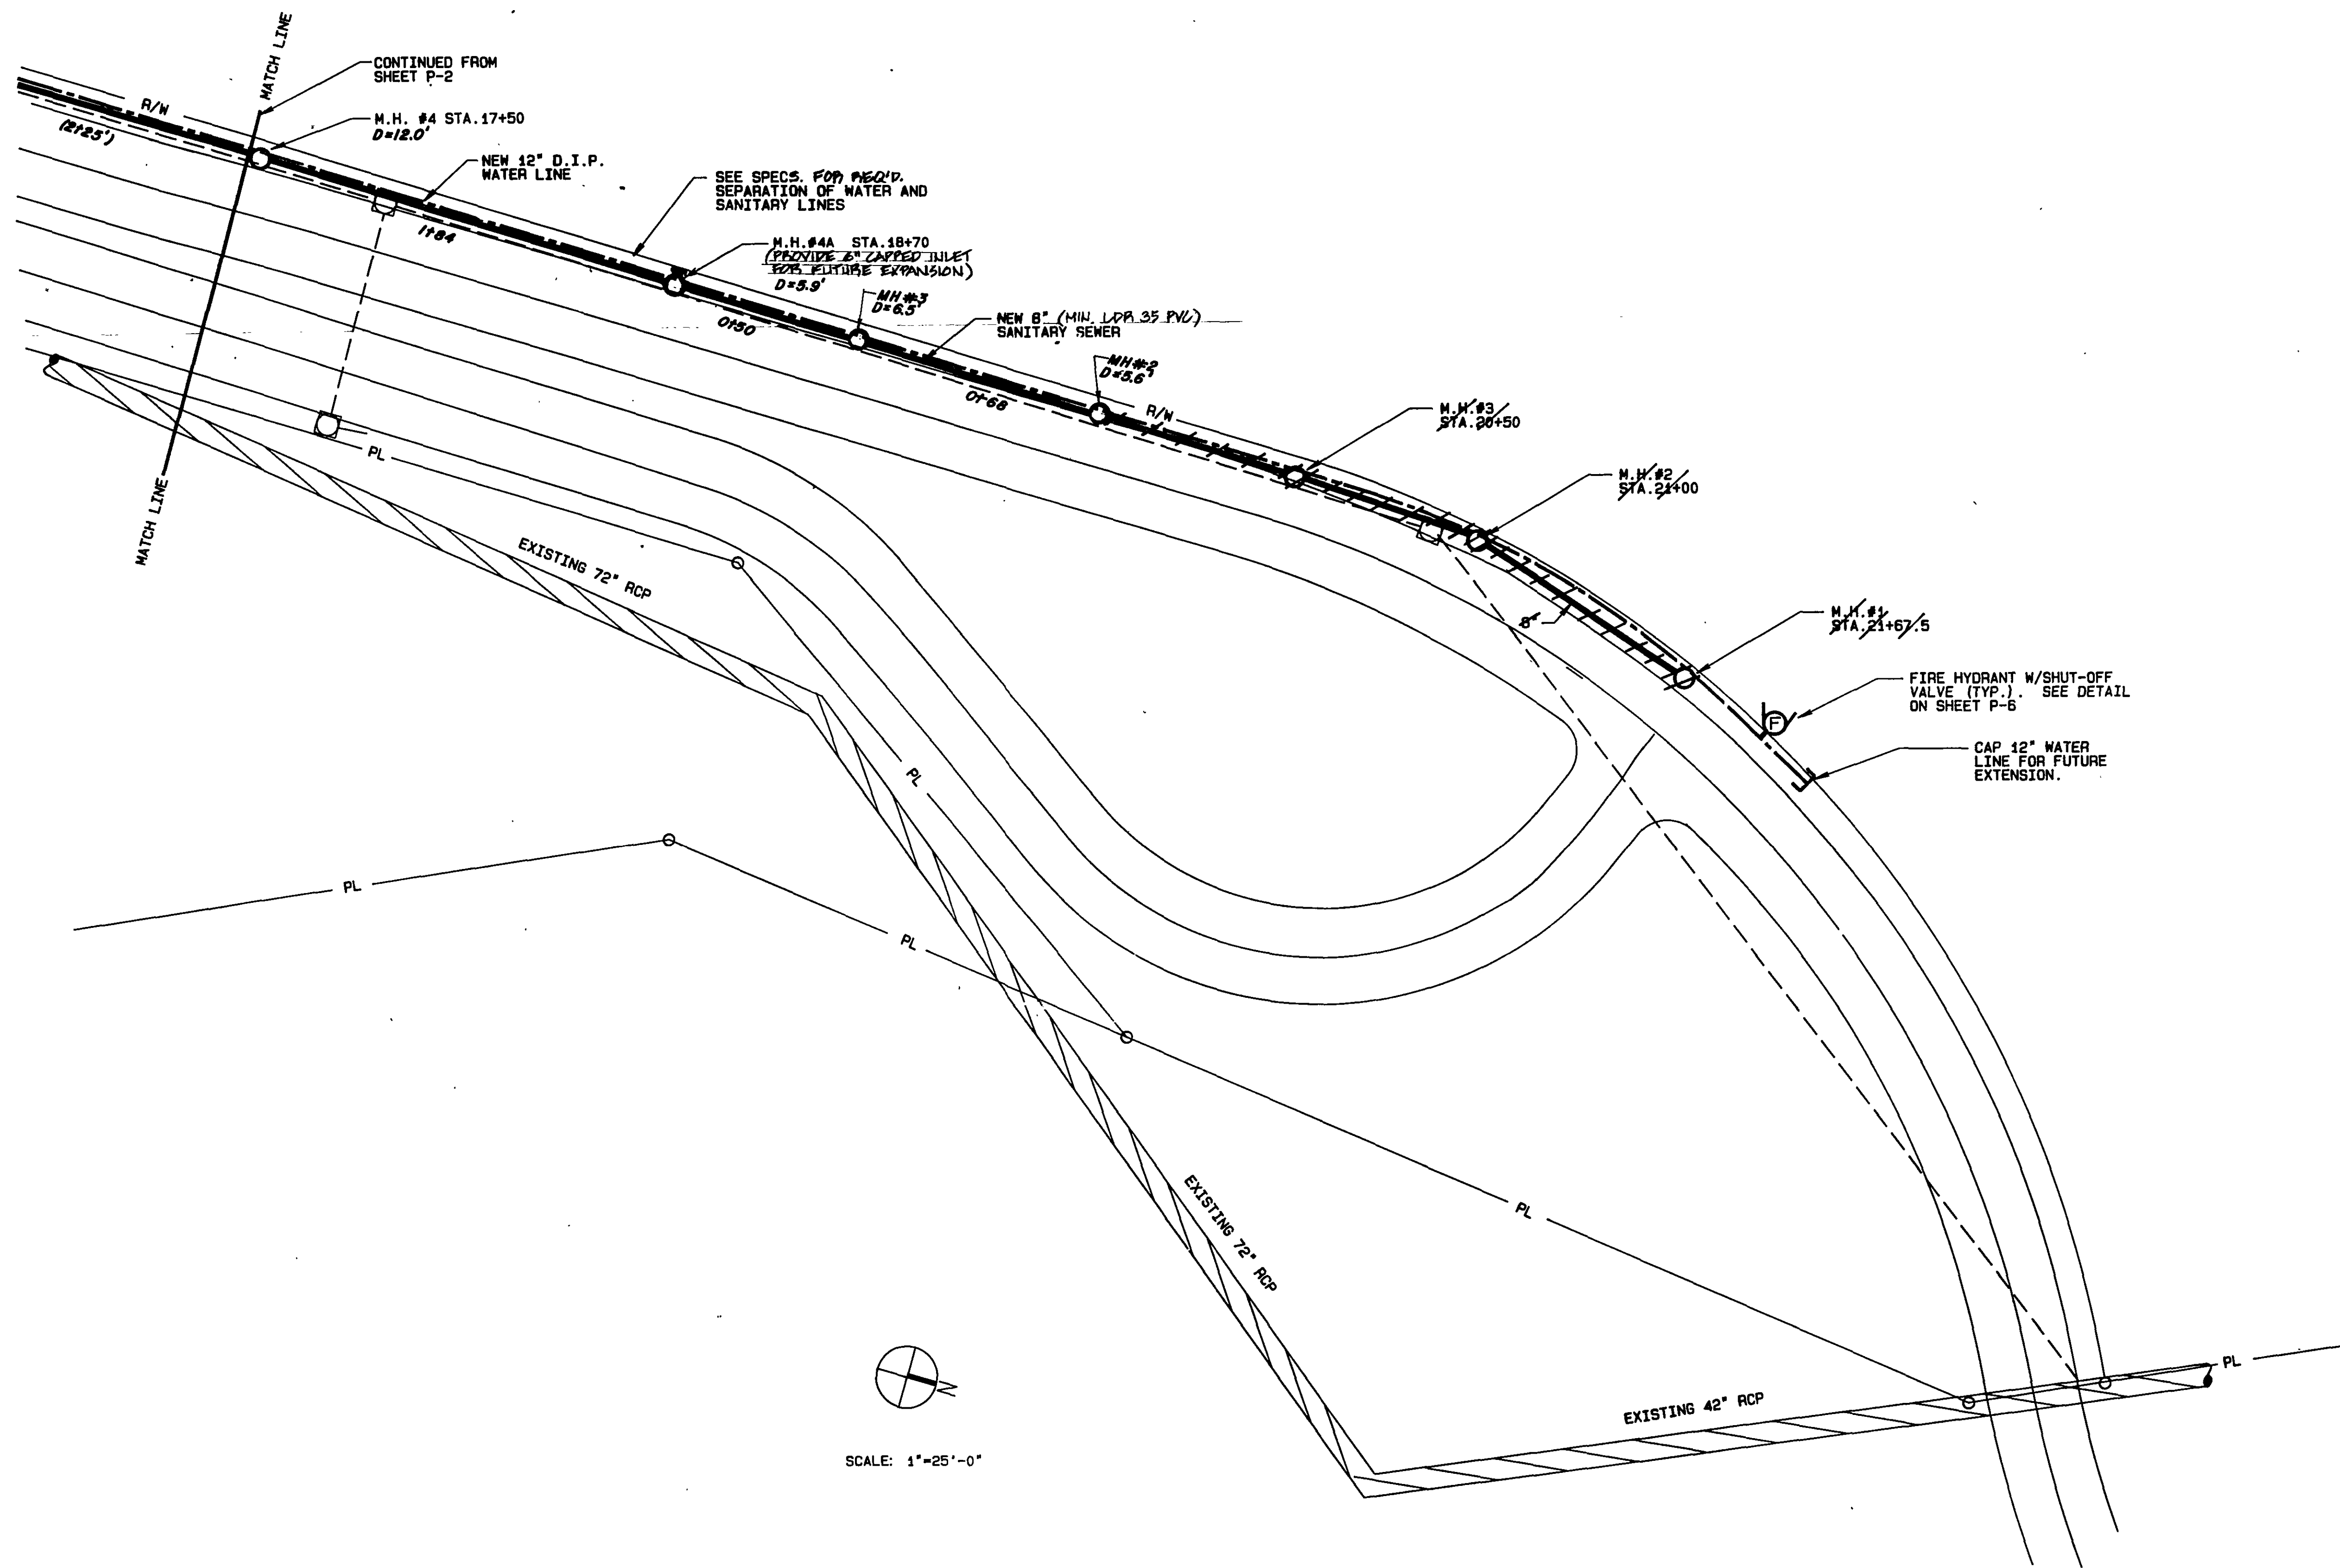 MATCH LINE
CONTINUED FROM
SHEET P-2
R/W
(2+25')
M.H. #4 STA.17+50
D=12.0'
NEW 12" D.I.P.
WATER LINE
1+84
SEE SPECS. FOR REQ'D.
SEPARATION OF WATER AND
SANITARY LINES
M.H.#4A STA.18+70
(PROVIDE 6" CAPPED INLET
FOR FUTURE EXPANSION)
D=5.9'
0+50
MH #3
D=6.5'
NEW 8" (MIN. LDR 35 PVC)
SANITARY SEWER
0+68
MH#2
D=5.6'
R/W
M.H.#3
STA.20+50
M.H.#2
STA.21+00
8"
M.H.#1
STA.21+67.5
FIRE HYDRANT W/SHUT-OFF
VALVE (TYP.). SEE DETAIL
ON SHEET P-6
F
CAP 12" WATER
LINE FOR FUTURE
EXTENSION.
MATCH LINE
PL
EXISTING 72" RCP
PL
PL
PL
PL
EXISTING 72" RCP
N
SCALE: 1"=25'-0"
EXISTING 42" RCP
PL